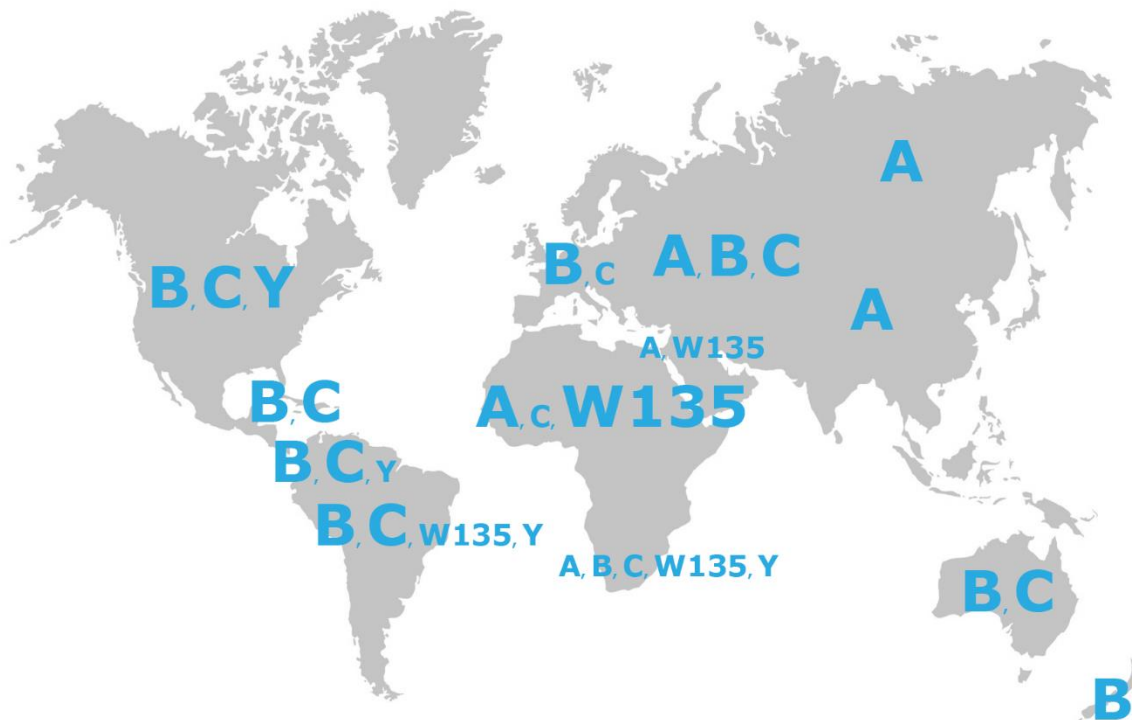 A
B, C
A, B, C
B, C, Y
A
A, W135
B, C
A, C, W135
B, C, Y
B, C, W135, Y
A, B, C, W135, Y
B, C
B